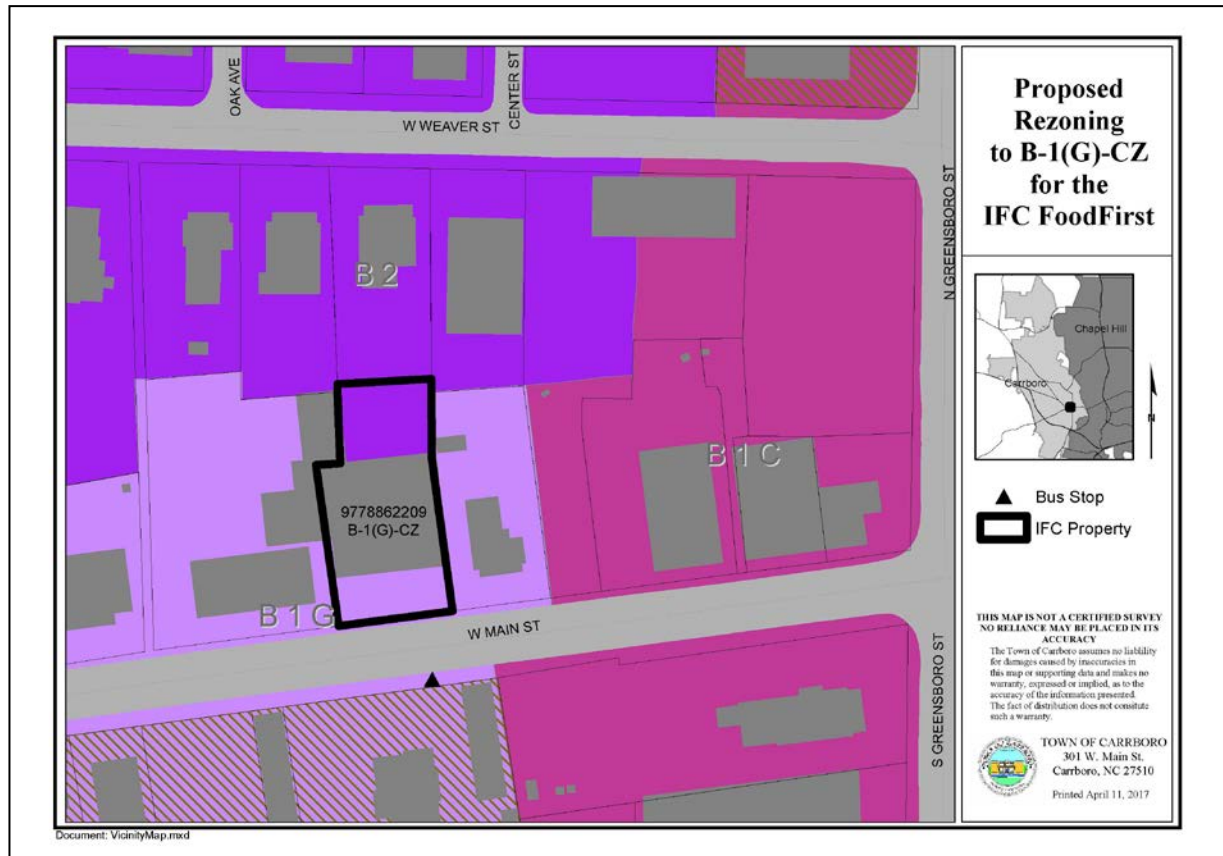 OAK AVE
CENTER ST
W WEAVER ST
N GREENSBORO ST
B 2
B 1 C
9778862209
B-1(G)-CZ
B 1 G
W MAIN ST
S GREENSBORO ST
Proposed
Rezoning
to B-1(G)-CZ
for the
IFC FoodFirst
Chapel Hill
Carrboro
N
Bus Stop
IFC Property
THIS MAP IS NOT A CERTIFIED SURVEY
NO RELIANCE MAY BE PLACED IN ITS
ACCURACY
The Town of Carrboro assumes no liablility
for damages caused by inaccuracies in
this map or supporting data and makes no
warranty, expressed or implied, as to the
accuracy of the information presented.
The fact of distribution does not consitute
such a warranty.
TOWN OF CARRBORO
301 W. Main St.
Carrboro, NC 27510
Printed April 11, 2017
Document: VicinityMap.mxd